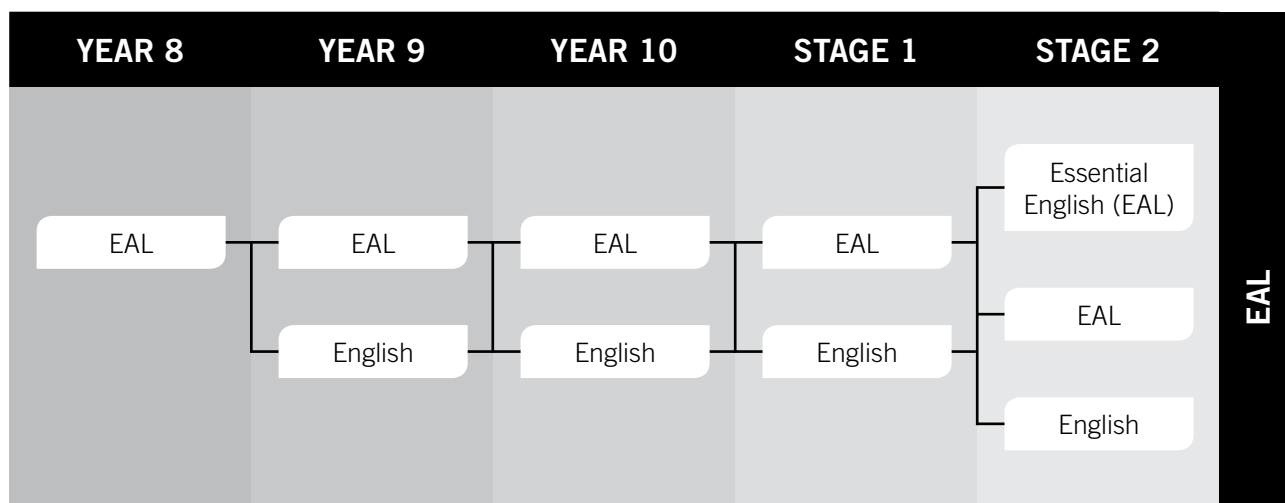 YEAR 8 YEAR 9 YEAR 10 STAGE 1 STAGE 2
Essential
English (EAL)
EAL EAL EAL EAL
EAL
English English English
English
EAL